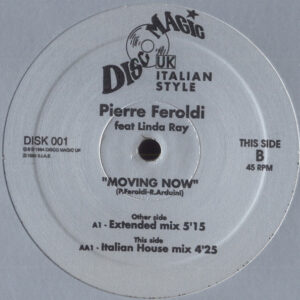 DISCO MAGIC
UK
ITALIAN
STYLE
Pierre Feroldi
feat Linda Ray
DISK 001
THIS SIDE
B
45 RPM
"MOVING NOW"
(P.Feroldi-R.Arduini)
Other side
A1 - Extended mix 5'15
This side
AA1 - Italian House mix 4'25